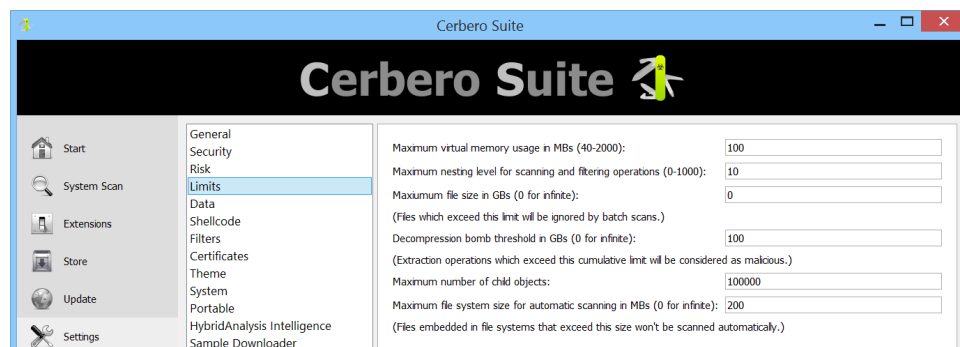 Cerbero Suite
Cerbero Suite
Start
System Scan
Extensions
Store
Update
Settings
General
Security
Risk
Limits
Data
Shellcode
Filters
Certificates
Theme
System
Portable
HybridAnalysis Intelligence
Sample Downloader
Maximum virtual memory usage in MBs (40-2000): 100
Maximum nesting level for scanning and filtering operations (0-1000): 10
Maxiumum file size in GBs (0 for infinite): 0
(Files which exceed this limit will be ignored by batch scans.)
Decompression bomb threshold in GBs (0 for infinite): 100
(Extraction operations which exceed this cumulative limit will be considered as malicious.)
Maximum number of child objects: 100000
Maximum file system size for automatic scanning in MBs (0 for infinite): 200
(Files embedded in file systems that exceed this size won't be scanned automatically.)